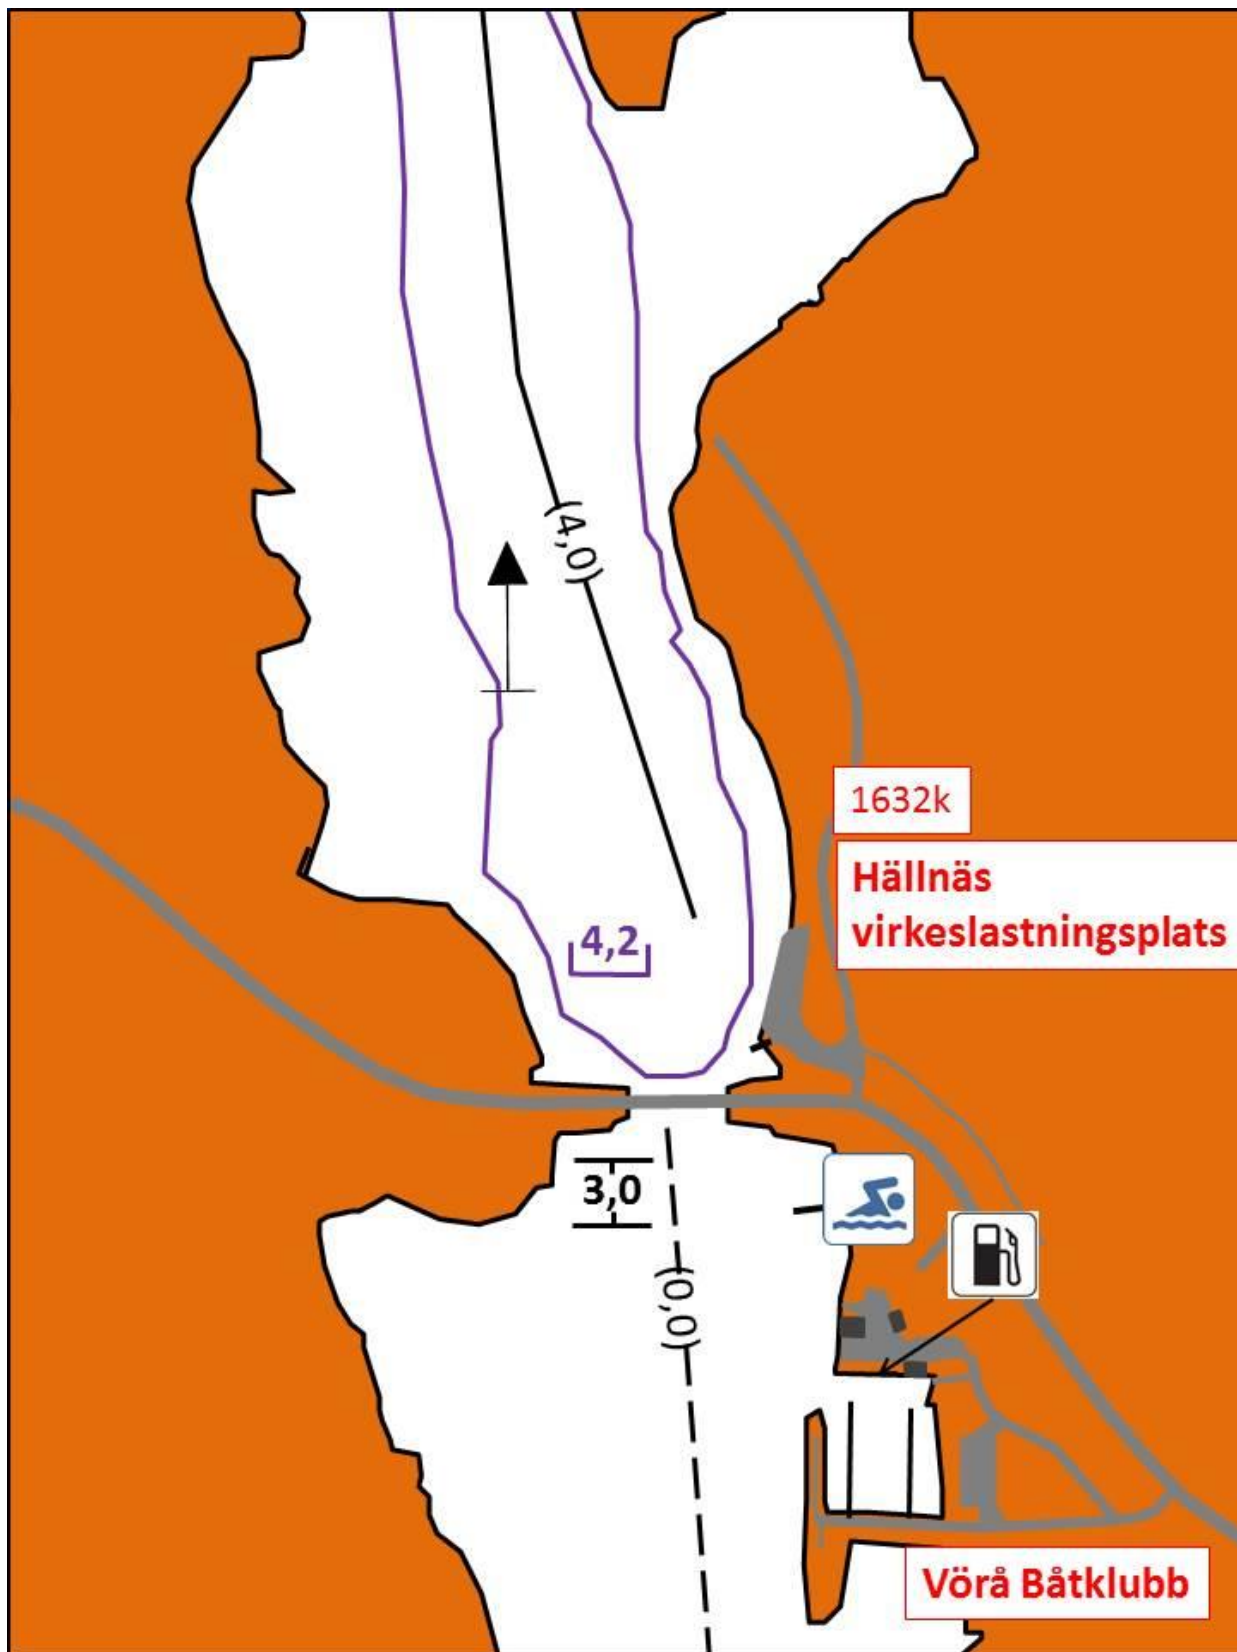 (4,0)
1632k
Hällnäs
virkeslastningsplats
4,2
3,0
(0,0)
Vörå Båtklubb